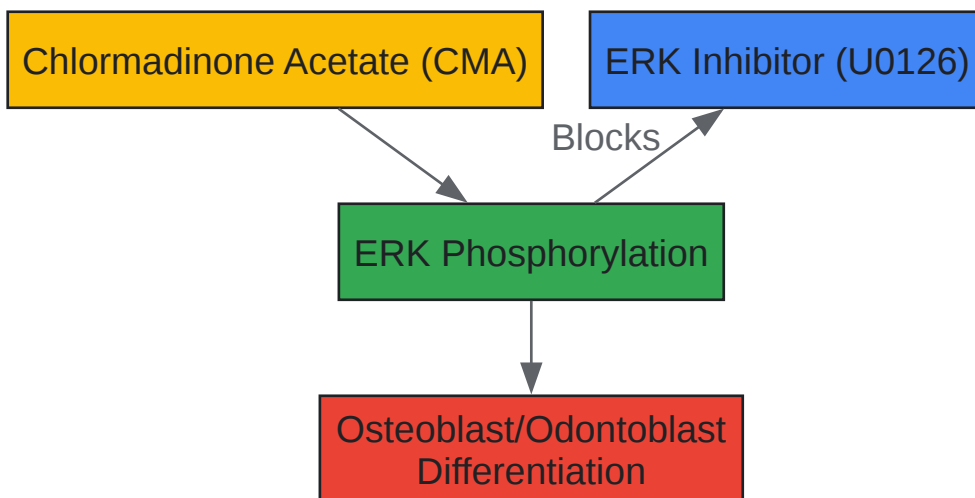 Chlormadinone Acetate (CMA)
ERK Inhibitor (U0126)
Blocks
ERK Phosphorylation
Osteoblast/Odontoblast
Differentiation